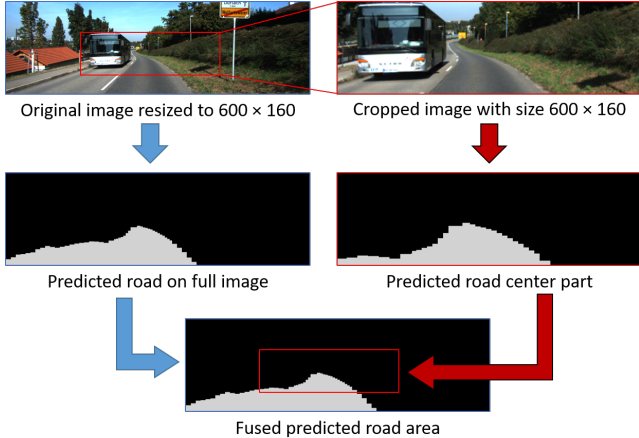 Original image resized to 600 × 160
Cropped image with size 600 × 160
Predicted road on full image
Predicted road center part
Fused predicted road area